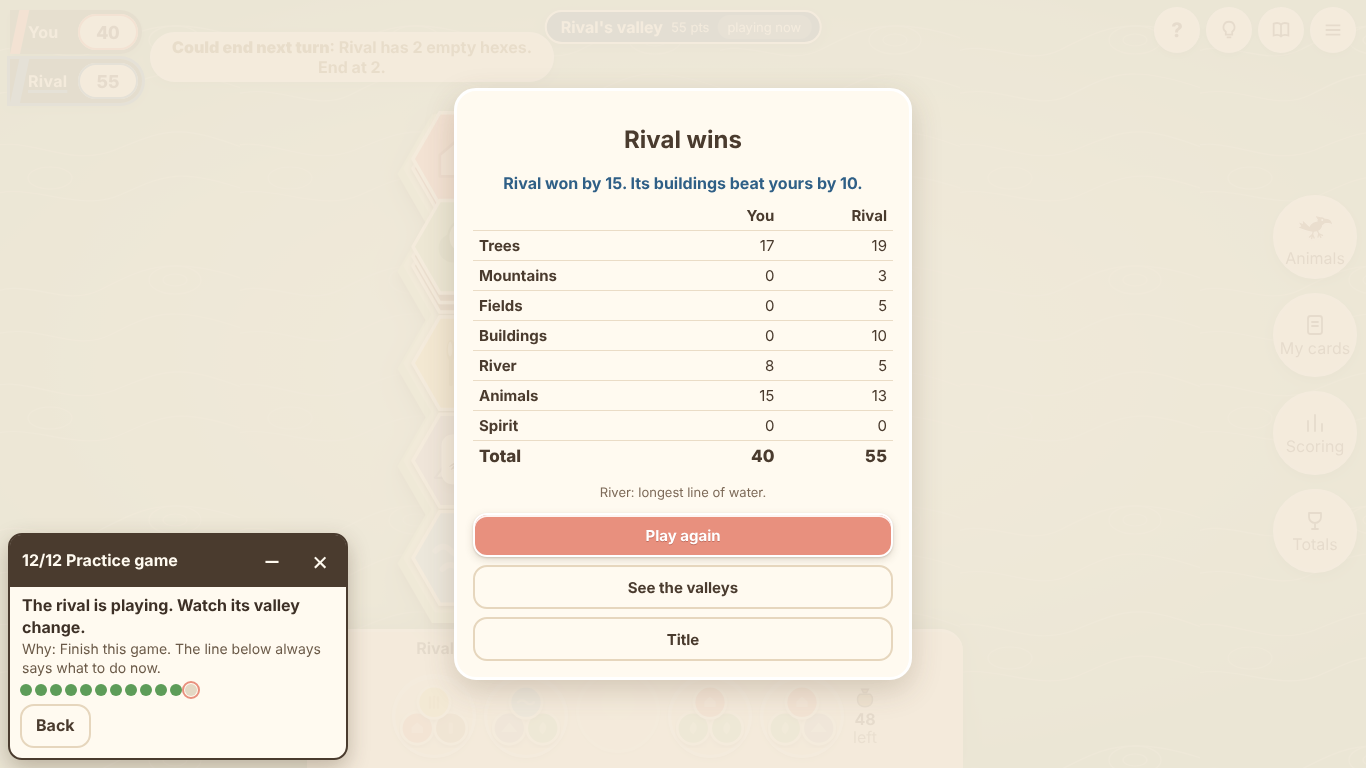 You 40
Rival 55
Could end next turn: Rival has 2 empty hexes.
End at 2.
Rival's valley 55 pts playing now
?
Rival wins
Rival won by 15. Its buildings beat yours by 10.
You Rival
Trees 17 19
Mountains 0 3
Fields 0 5
Buildings 0 10
River 8 5
Animals 15 13
Spirit 0 0
Total 40 55
River: longest line of water.
Play again
See the valleys
Title
Animals
My cards
Scoring
Totals
12/12 Practice game
The rival is playing. Watch its valley
change.
Why: Finish this game. The line below always
says what to do now.
Back
Rival
48
left